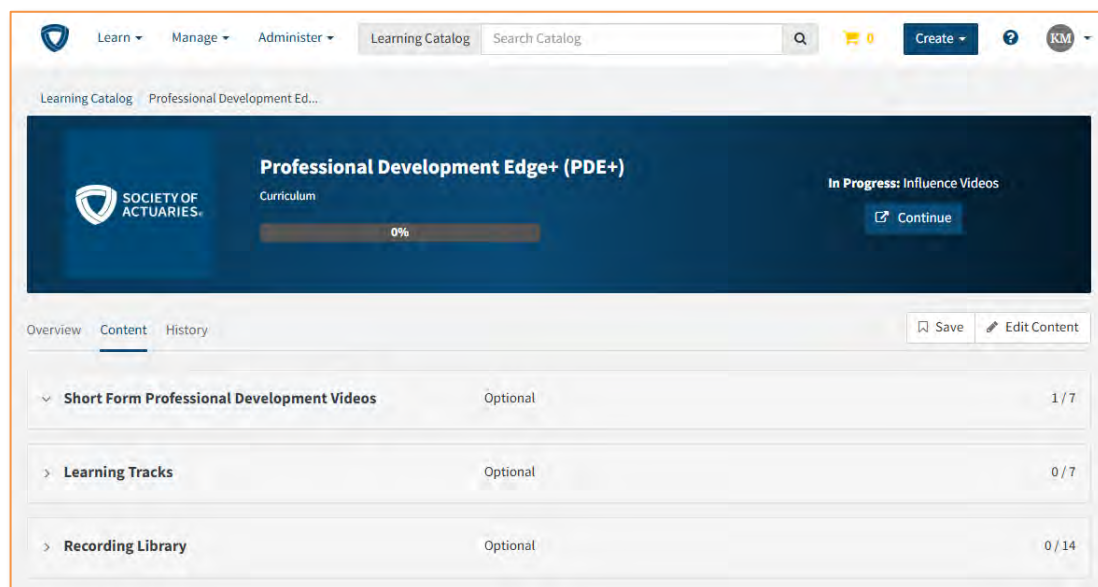 Learn Manage Administer Learning Catalog Search Catalog 0 Create ? KM
Learning Catalog Professional Development Ed...
Professional Development Edge+ (PDE+)
Curriculum
0%
SOCIETY OF
ACTUARIES®
In Progress: Influence Videos
Continue
Overview Content History Save Edit Content
Short Form Professional Development Videos Optional 1 / 7
Learning Tracks Optional 0 / 7
Recording Library Optional 0 / 14